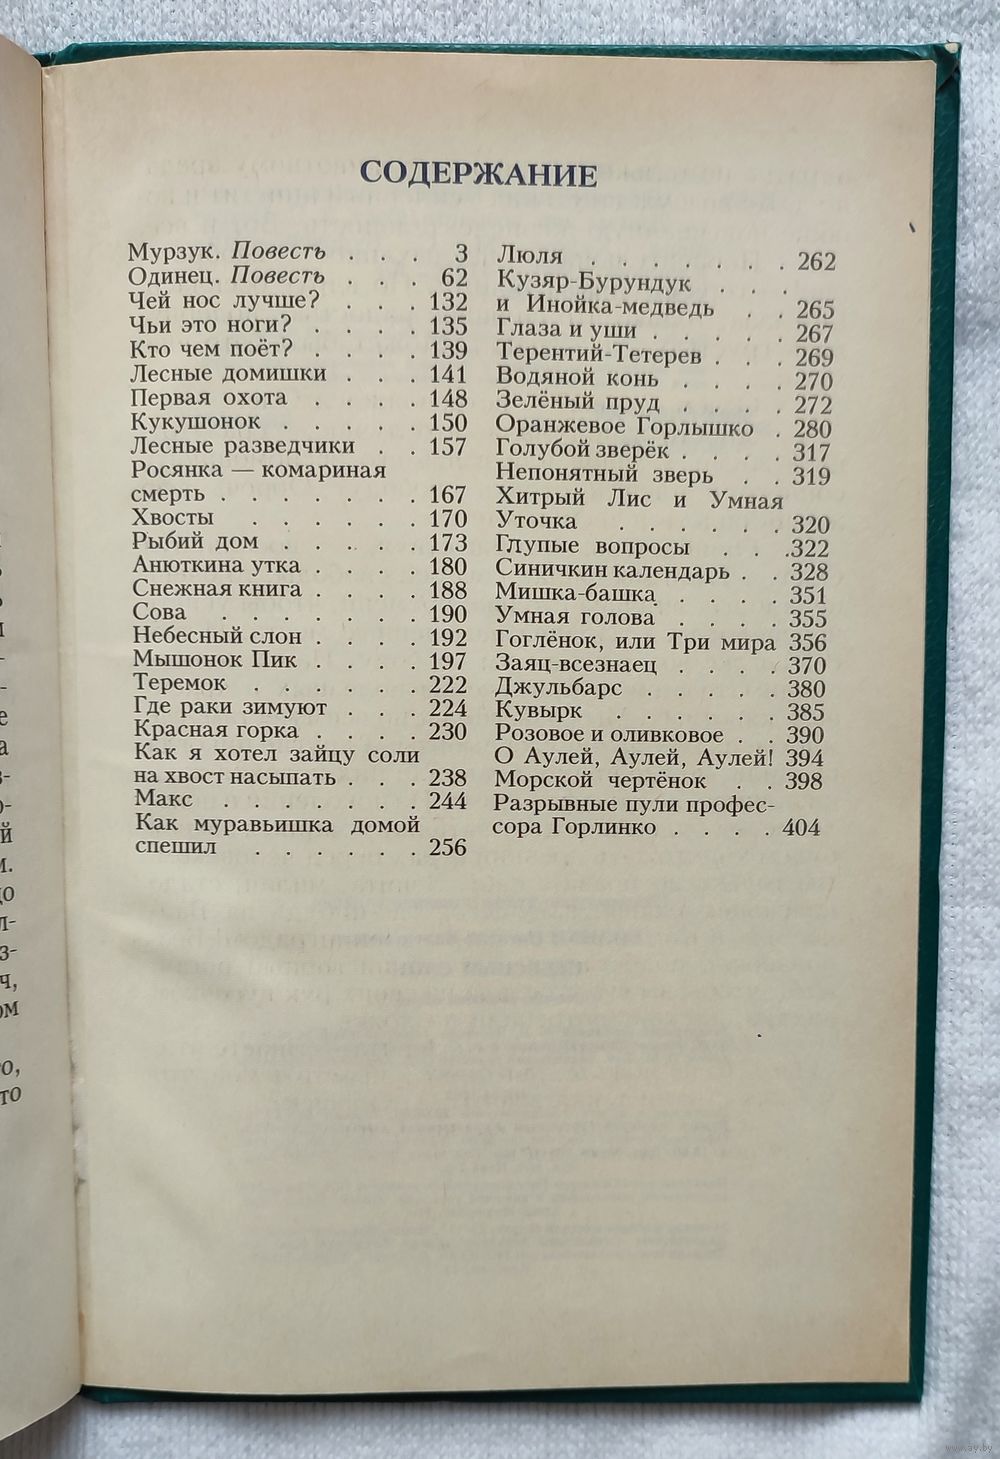 СОДЕРЖАНИЕ
Мурзук. Повесть . . . 3
Одинец. Повесть . . . 62
Чей нос лучше? . . . 132
Чьи это ноги? . . . . 135
Кто чем поёт? . . . . 139
Лесные домишки . . . 141
Первая охота . . . . 148
Кукушонок . . . . . 150
Лесные разведчики . . 157
Росянка — комариная
смерть . . . . . . . 167
Хвосты . . . . . . 170
Рыбий дом . . . . . 173
Анюткина утка . . . . 180
Снежная книга . . . . 188
Сова . . . . . . . 190
Небесный слон . . . . 192
Мышонок Пик . . . . 197
Теремок . . . . . . 222
Где раки зимуют . . . 224
Красная горка . . . . 230
Как я хотел зайцу соли
на хвост насыпать . . . 238
Макс . . . . . . . 244
Как муравьишка домой
спешил . . . . . . 256
Люля . . . . . . . 262
Кузяр-Бурундук . . .
и Инойка-медведь . . 265
Глаза и уши . . . . . 267
Терентий-Тетерев . . . 269
Водяной конь . . . . 270
Зелёный пруд . . . . 272
Оранжевое Горлышко . 280
Голубой зверёк . . . . 317
Непонятный зверь . . 319
Хитрый Лис и Умная
Уточка . . . . . . 320
Глупые вопросы . . . 322
Синичкин календарь . . 328
Мишка-башка . . . . 351
Умная голова . . . . 355
Гоглёнок, или Три мира 356
Заяц-всезнаец . . . . 370
Джульбарс . . . . . 380
Кувырк . . . . . . 385
Розовое и оливковое . . 390
О Аулей, Аулей, Аулей! 394
Морской чертёнок . . 398
Разрывные пули профес-
сора Горлинко . . . . 404
www.ay.by